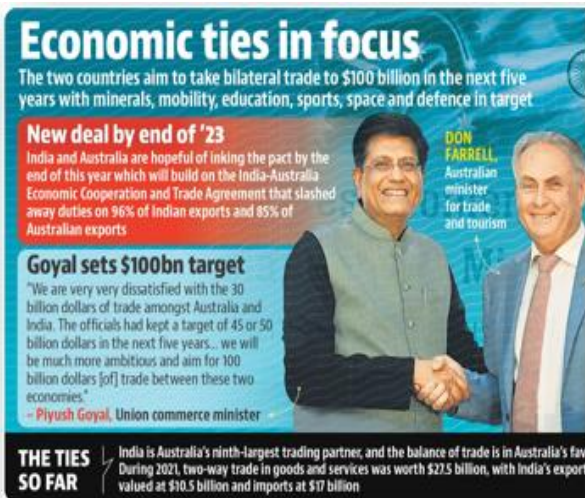 Economic ties in focus
The two countries aim to take bilateral trade to $100 billion in the next five
years with minerals, mobility, education, sports, space and defence in target
New deal by end of '23
India and Australia are hopeful of inking the pact by the
end of this year which will build on the India-Australia
Economic Cooperation and Trade Agreement that slashed
away duties on 96% of Indian exports and 85% of
Australian exports
DON
FARRELL,
Australian
minister
for trade
and tourism
Goyal sets $100bn target
"We are very very dissatisfied with the 30
billion dollars of trade amongst Australia and
India. The officials had kept a target of 45 or 50
billion dollars in the next five years... we will
be much more ambitious and aim for 100
billion dollars [of] trade between these two
economies."
– Piyush Goyal, Union commerce minister
THE TIES
SO FAR
India is Australia's ninth-largest trading partner, and the balance of trade is in Australia's fav
During 2021, two-way trade in goods and services was worth $27.5 billion, with India's export
valued at $10.5 billion and imports at $17 billion